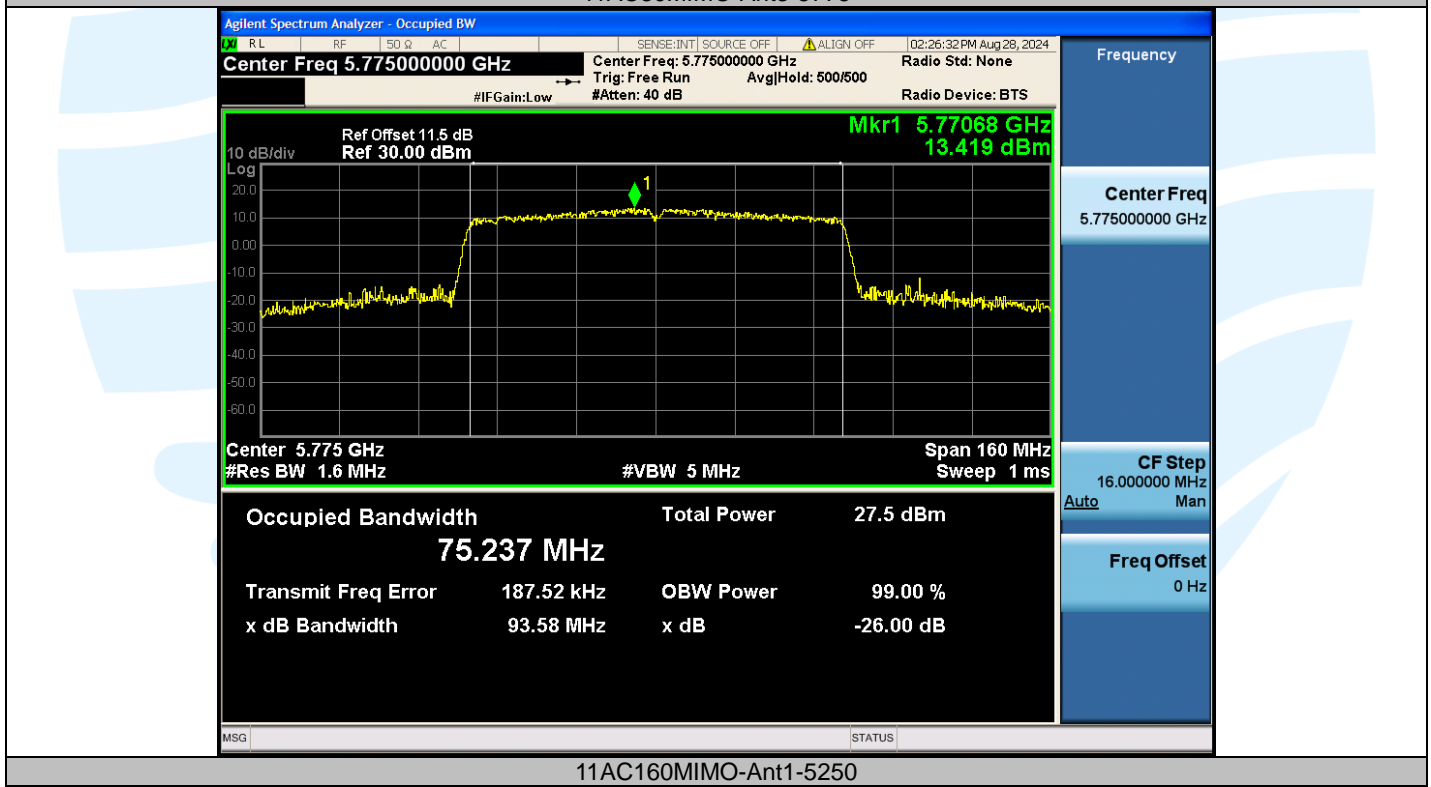 Agilent Spectrum Analyzer - Occupied BW
LXI RL RF 50 Ω AC SENSE:INT SOURCE OFF ALIGN OFF 02:26:32 PM Aug 28, 2024
Center Freq 5.775000000 GHz Center Freq: 5.775000000 GHz Radio Std: None Frequency
Trig: Free Run Avg|Hold: 500/500
#IFGain:Low #Atten: 40 dB Radio Device: BTS
Mkr1 5.77068 GHz
Ref Offset 11.5 dB
10 dB/div Ref 30.00 dBm 13.419 dBm
Log
1
20.0
10.0
0.00
-10.0
-20.0
-30.0
-40.0
-50.0
-60.0
Center Freq
5.775000000 GHz
Center 5.775 GHz Span 160 MHz
#Res BW 1.6 MHz #VBW 5 MHz Sweep 1 ms
CF Step
16.000000 MHz
Auto Man
Occupied Bandwidth Total Power 27.5 dBm
75.237 MHz
Transmit Freq Error 187.52 kHz OBW Power 99.00 %
x dB Bandwidth 93.58 MHz x dB -26.00 dB
Freq Offset
0 Hz
MSG STATUS
11AC160MIMO-Ant1-5250